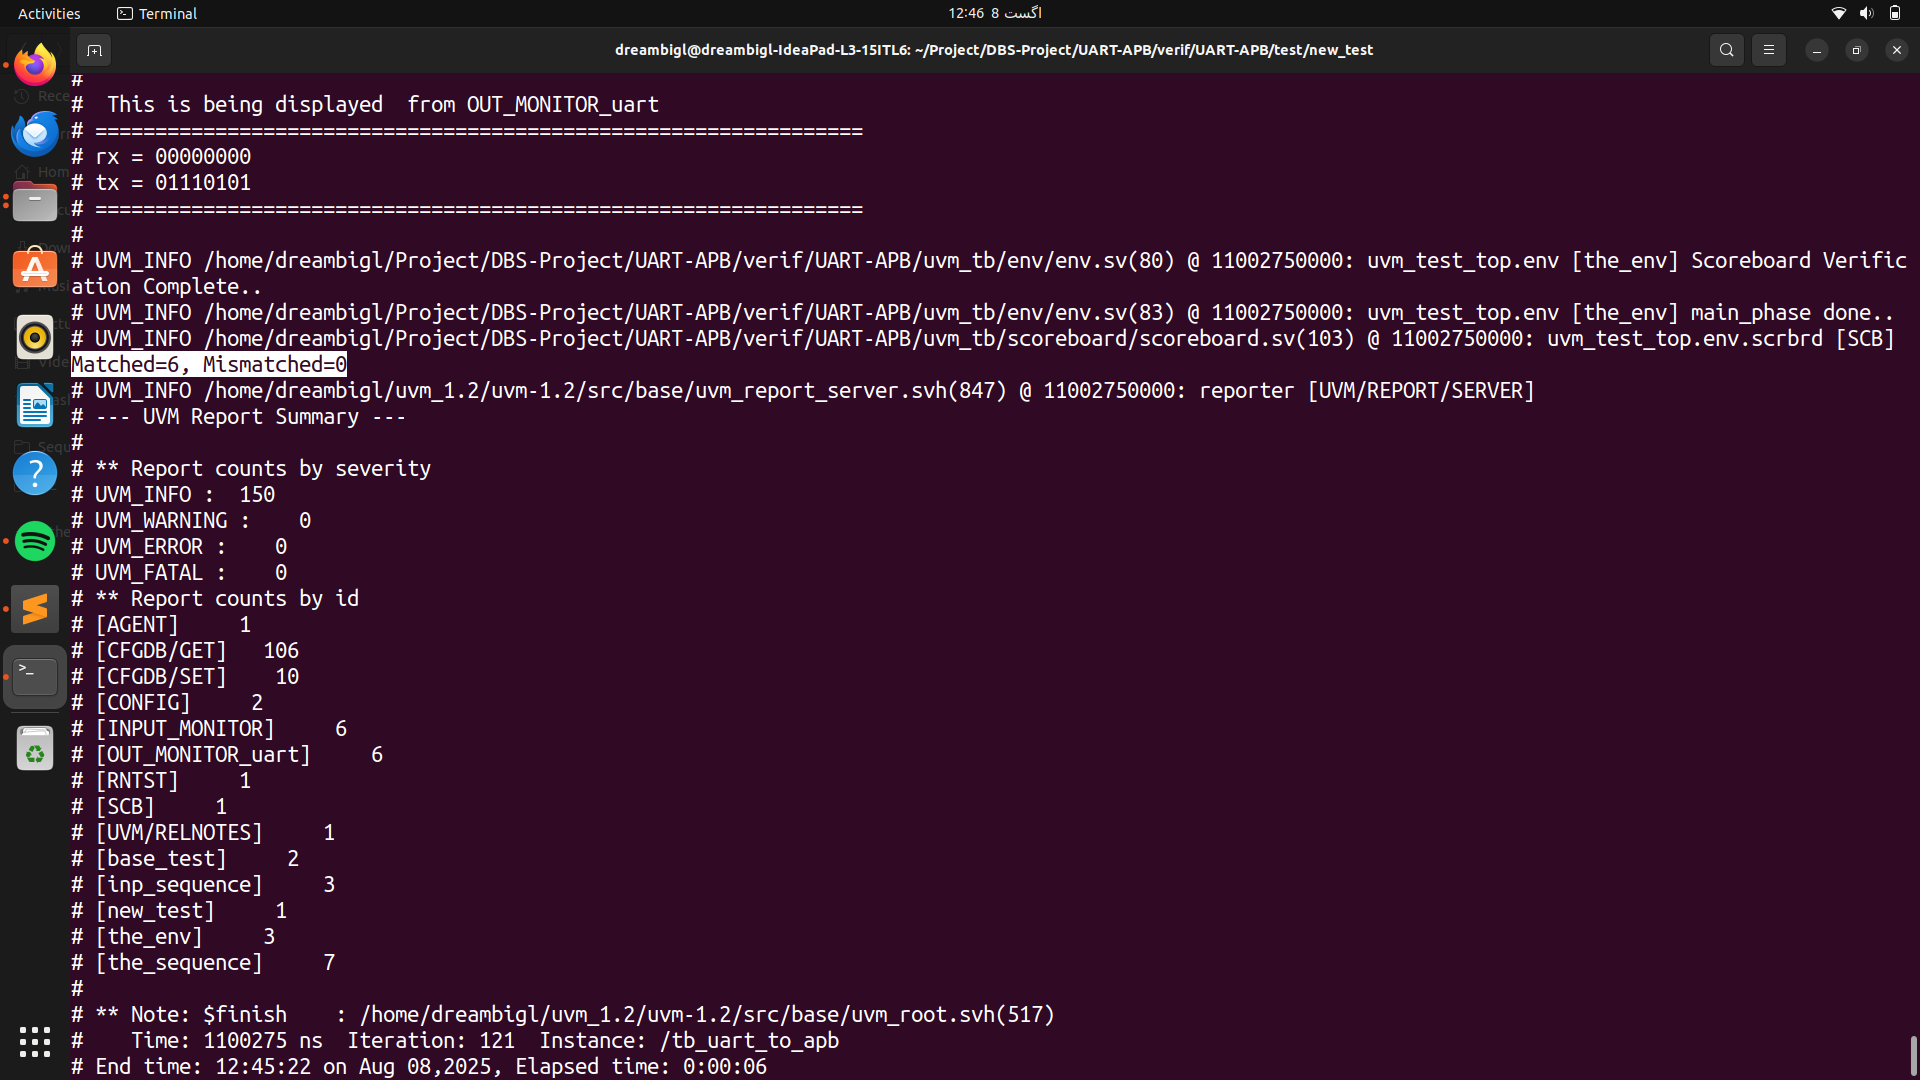 Activities
Terminal
12:46 8 اگست
dreambigl@dreambigl-IdeaPad-L3-15ITL6: ~/Project/DBS-Project/UART-APB/verif/UART-APB/test/new_test
#
#  This is being displayed  from OUT_MONITOR_uart
# ================================================================
# rx = 00000000
# tx = 01110101
# ================================================================
#
# UVM_INFO /home/dreambigl/Project/DBS-Project/UART-APB/verif/UART-APB/uvm_tb/env/env.sv(80) @ 11002750000: uvm_test_top.env [the_env] Scoreboard Verific
ation Complete..
# UVM_INFO /home/dreambigl/Project/DBS-Project/UART-APB/verif/UART-APB/uvm_tb/env/env.sv(83) @ 11002750000: uvm_test_top.env [the_env] main_phase done..
# UVM_INFO /home/dreambigl/Project/DBS-Project/UART-APB/verif/UART-APB/uvm_tb/scoreboard/scoreboard.sv(103) @ 11002750000: uvm_test_top.env.scrbrd [SCB]
Matched=6, Mismatched=0
# UVM_INFO /home/dreambigl/uvm_1.2/uvm-1.2/src/base/uvm_report_server.svh(847) @ 11002750000: reporter [UVM/REPORT/SERVER]
# --- UVM Report Summary ---
#
# ** Report counts by severity
# UVM_INFO :  150
# UVM_WARNING :    0
# UVM_ERROR :    0
# UVM_FATAL :    0
# ** Report counts by id
# [AGENT]     1
# [CFGDB/GET]   106
# [CFGDB/SET]    10
# [CONFIG]     2
# [INPUT_MONITOR]     6
# [OUT_MONITOR_uart]     6
# [RNTST]     1
# [SCB]     1
# [UVM/RELNOTES]     1
# [base_test]     2
# [inp_sequence]     3
# [new_test]     1
# [the_env]     3
# [the_sequence]     7
#
# ** Note: $finish    : /home/dreambigl/uvm_1.2/uvm-1.2/src/base/uvm_root.svh(517)
#    Time: 1100275 ns  Iteration: 121  Instance: /tb_uart_to_apb
# End time: 12:45:22 on Aug 08,2025, Elapsed time: 0:00:06